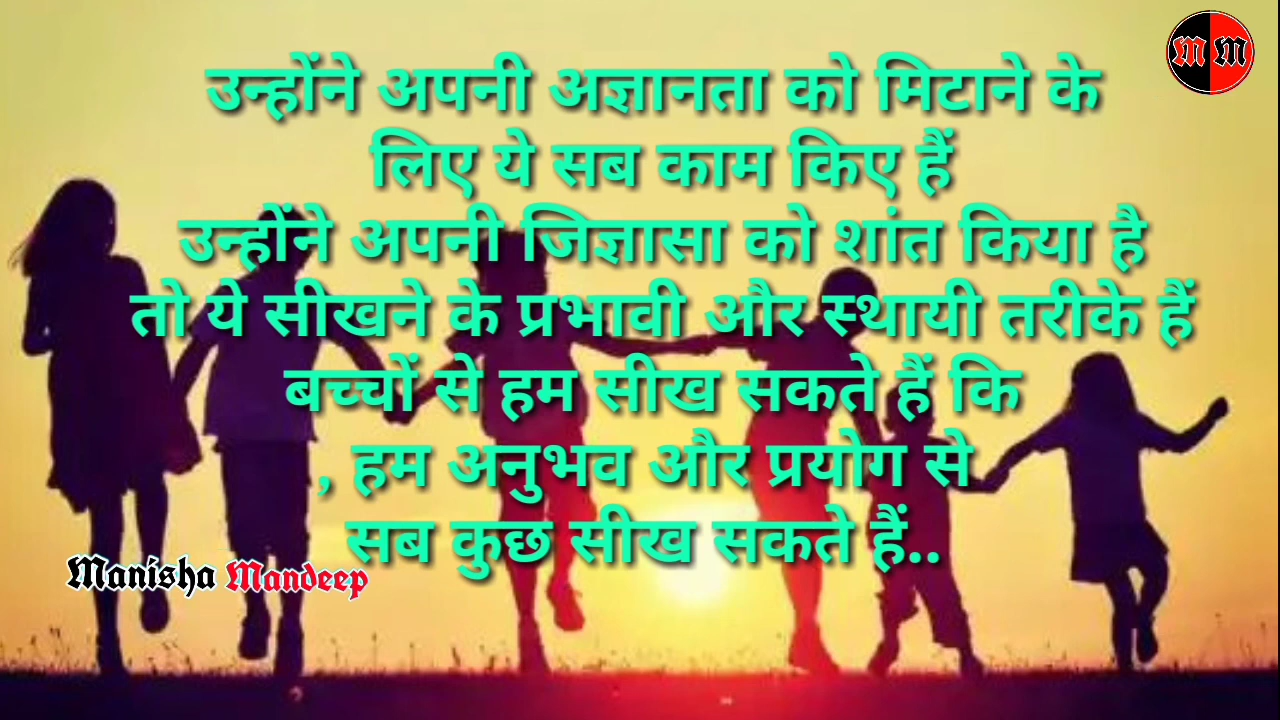 M M
उन्होंने अपनी अज्ञानता को मिटाने के
लिए ये सब काम किए हैं
उन्होंने अपनी जिज्ञासा को शांत किया है
तो ये सीखने के प्रभावी और स्थायी तरीके हैं
बच्चों से हम सीख सकते हैं कि
, हम अनुभव और प्रयोग से
सब कुछ सीख सकते हैं..
Manisha Mandeep